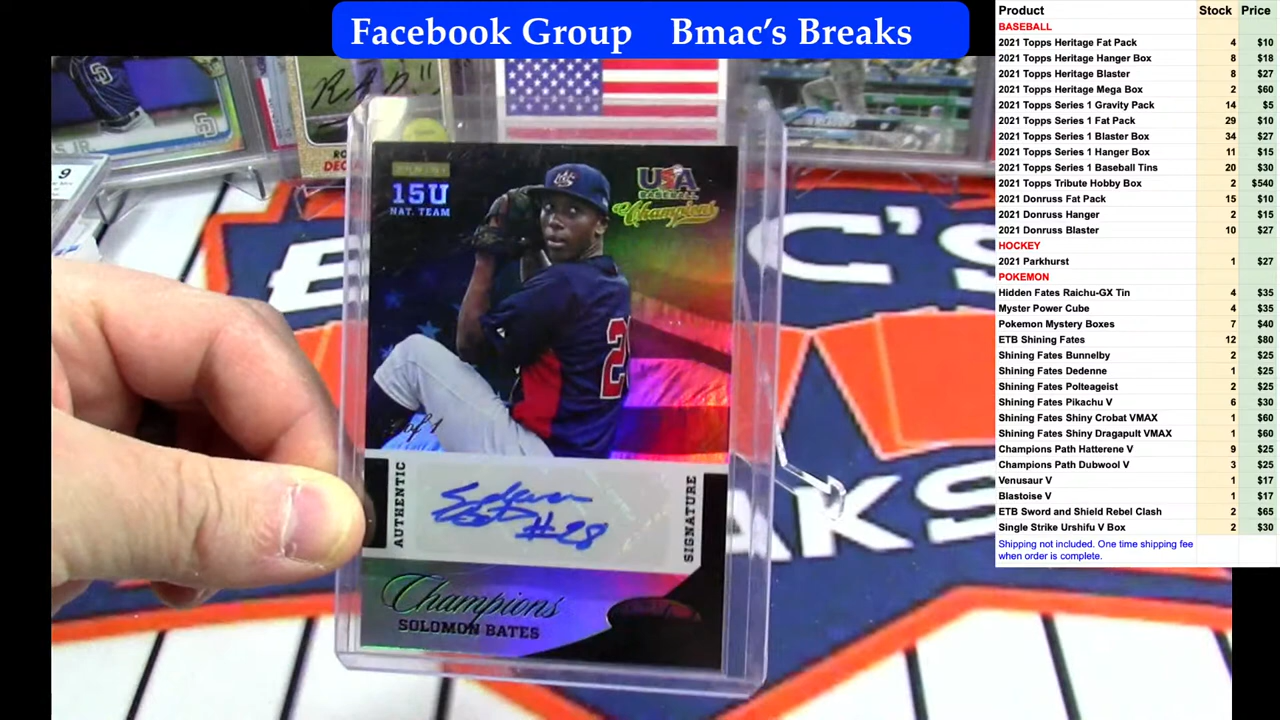 Facebook Group Bmac's Breaks
Product Stock Price
BASEBALL
2021 Topps Heritage Fat Pack 4 $10
2021 Topps Heritage Hanger Box 8 $18
2021 Topps Heritage Blaster 8 $27
2021 Topps Heritage Mega Box 2 $60
2021 Topps Series 1 Gravity Pack 14 $5
2021 Topps Series 1 Fat Pack 29 $10
2021 Topps Series 1 Blaster Box 34 $27
2021 Topps Series 1 Hanger Box 11 $15
2021 Topps Series 1 Baseball Tins 20 $30
2021 Topps Tribute Hobby Box 2 $540
2021 Donruss Fat Pack 15 $10
2021 Donruss Hanger 2 $15
2021 Donruss Blaster 10 $27
HOCKEY
2021 Parkhurst 1 $27
POKEMON
Hidden Fates Raichu-GX Tin 4 $35
Myster Power Cube 4 $35
Pokemon Mystery Boxes 7 $40
ETB Shining Fates 12 $80
Shining Fates Bunnelby 2 $25
Shining Fates Dedenne 1 $25
Shining Fates Polteageist 2 $25
Shining Fates Pikachu V 6 $30
Shining Fates Shiny Crobat VMAX 1 $60
Shining Fates Shiny Dragapult VMAX 1 $60
Champions Path Hatterene V 9 $25
Champions Path Dubwool V 3 $25
Venusaur V 1 $17
Blastoise V 1 $17
ETB Sword and Shield Rebel Clash 2 $65
Single Strike Urshifu V Box 2 $30
Shipping not included. One time shipping fee
when order is complete.
15U
NAT. TEAM
USA
BASEBALL
Champions
of 1
AUTHENTIC
SIGNATURE
#28
Champions
SOLOMON BATES
S JR
9
C'S
AKS